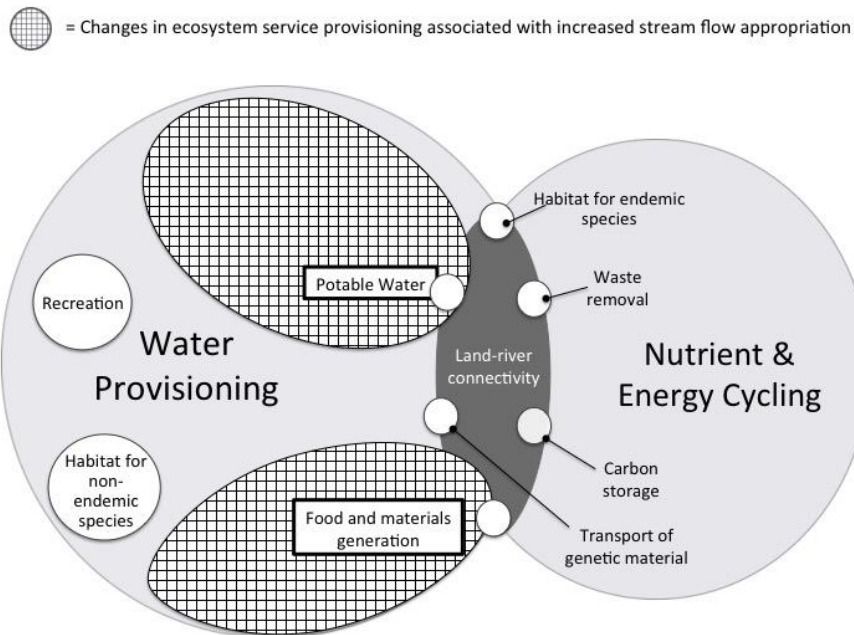 = Changes in ecosystem service provisioning associated with increased stream flow appropriation
Habitat for endemic
species
Potable Water
Waste
removal
Recreation
Water
Provisioning
Land-river
connectivity
Nutrient &
Energy Cycling
Habitat for
non-
endemic
species
Carbon
storage
Food and materials
generation
Transport of
genetic material